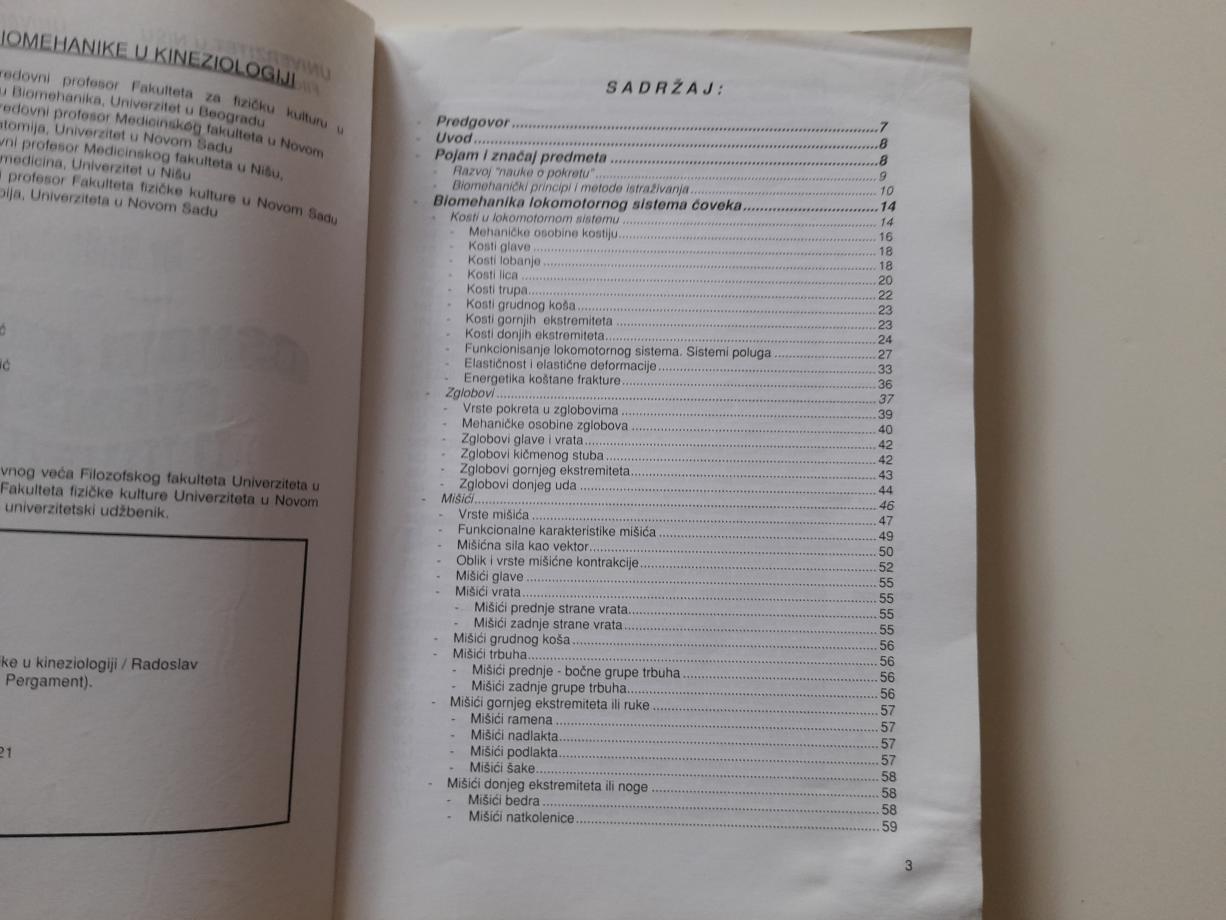 IOMEHANIKE U KINEZIOLOGIJI
redovni profesor Fakulteta za fizičku kulturu u
u Biomehanika, Univerzitet u Beogradu
redovni profesor Medicinskog fakulteta u Novom
atomija, Univerzitet u Novom Sadu
vni profesor Medicinskog fakulteta u Nišu,
medicina, Univerzitet u Nišu
i profesor Fakulteta fizičke kulture u Novom Sadu
pija, Univerziteta u Novom Sadu
ć
ić
vnog veća Filozofskog fakulteta Univerziteta u
Fakulteta fizičke kulture Univerziteta u Novom
univerzitetski udžbenik.
ke u kineziologiji / Radoslav
Pergament).
21
SADRŽAJ:
- Predgovor 7
- Uvod 8
- Pojam i značaj predmeta 8
- Razvoj "nauke o pokretu" 9
- Biomehanički principi i metode istraživanja 10
- Biomehanika lokomotornog sistema čoveka 14
- Kosti u lokomotornom sistemu 14
- Mehaničke osobine kostiju 16
- Kosti glave 18
- Kosti lobanje 18
- Kosti lica 20
- Kosti trupa 22
- Kosti grudnog koša 23
- Kosti gornjih ekstremiteta 23
- Kosti donjih ekstremiteta 24
- Funkcionisanje lokomotornog sistema. Sistemi poluga 27
- Elastičnost i elastične deformacije 33
- Energetika koštane frakture 36
- Zglobovi 37
- Vrste pokreta u zglobovima 39
- Mehaničke osobine zglobova 40
- Zglobovi glave i vrata 42
- Zglobovi kičmenog stuba 42
- Zglobovi gornjeg ekstremiteta 43
- Zglobovi donjeg uda 44
- Mišići 46
- Vrste mišića 47
- Funkcionalne karakteristike mišića 49
- Mišićna sila kao vektor 50
- Oblik i vrste mišićne kontrakcije 52
- Mišići glave 55
- Mišići vrata 55
- Mišići prednje strane vrata 55
- Mišići zadnje strane vrata 55
- Mišići grudnog koša 56
- Mišići trbuha 56
- Mišići prednje - bočne grupe trbuha 56
- Mišići zadnje grupe trbuha 56
- Mišići gornjeg ekstremiteta ili ruke 57
- Mišići ramena 57
- Mišići nadlakta 57
- Mišići podlakta 57
- Mišići šake 58
- Mišići donjeg ekstremiteta ili noge 58
- Mišići bedra 58
- Mišići natkolenice 59
3